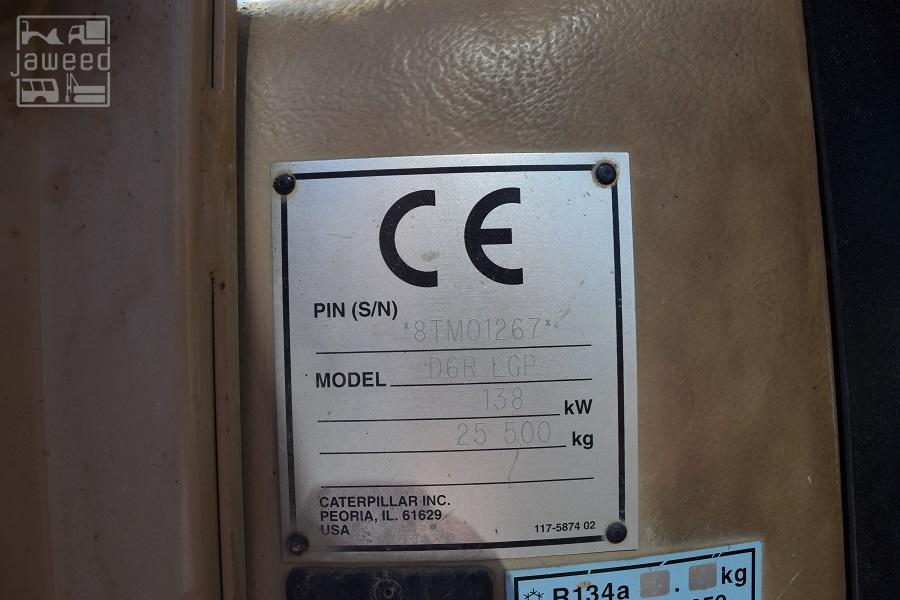 jaweed
CE
PIN (S/N)
*8TM01267*
MODEL D6R LGP
138 kW
25 500 kg
CATERPILLAR INC.
PEORIA, IL. 61629
USA
117-5874 02
R134a . kg